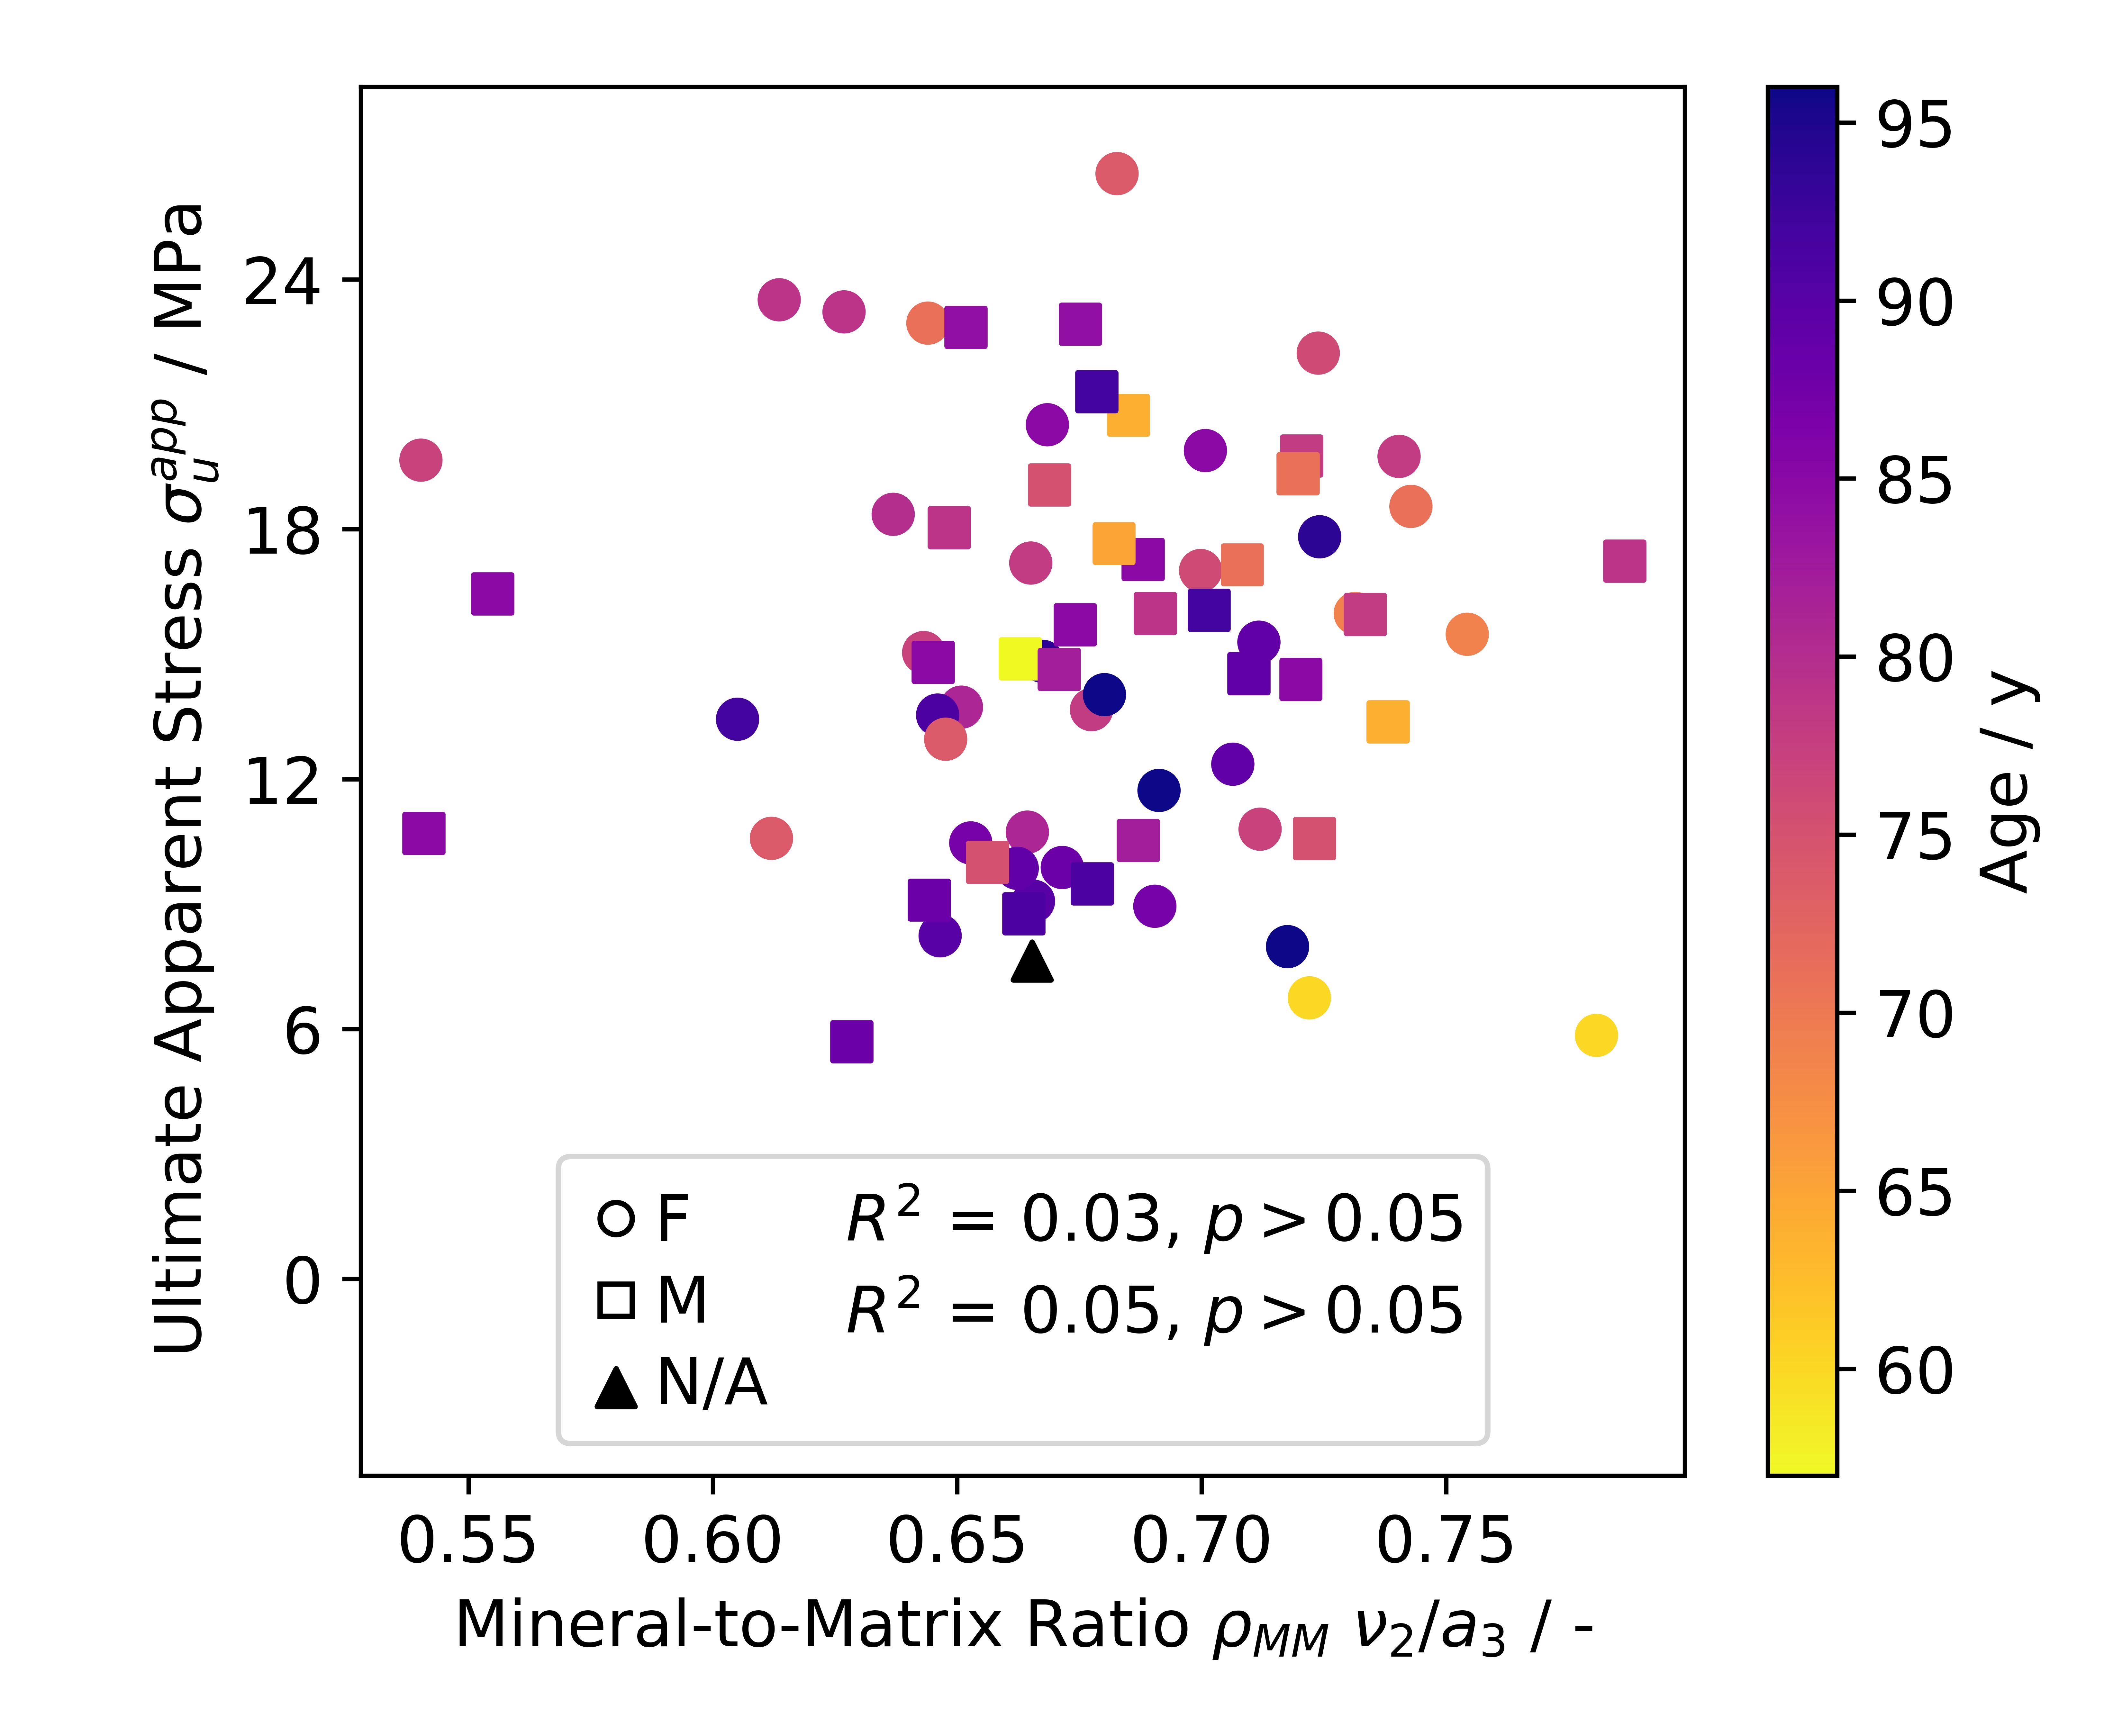 Ultimate Apparent Stress σ_u^app / MPa
24
18
12
6
0
0.55 0.60 0.65 0.70 0.75
Mineral-to-Matrix Ratio ρ_MM ν₂/a₃ / -
F R² = 0.03, p > 0.05
M R² = 0.05, p > 0.05
N/A
95
90
85
80
75
70
65
60
Age / y